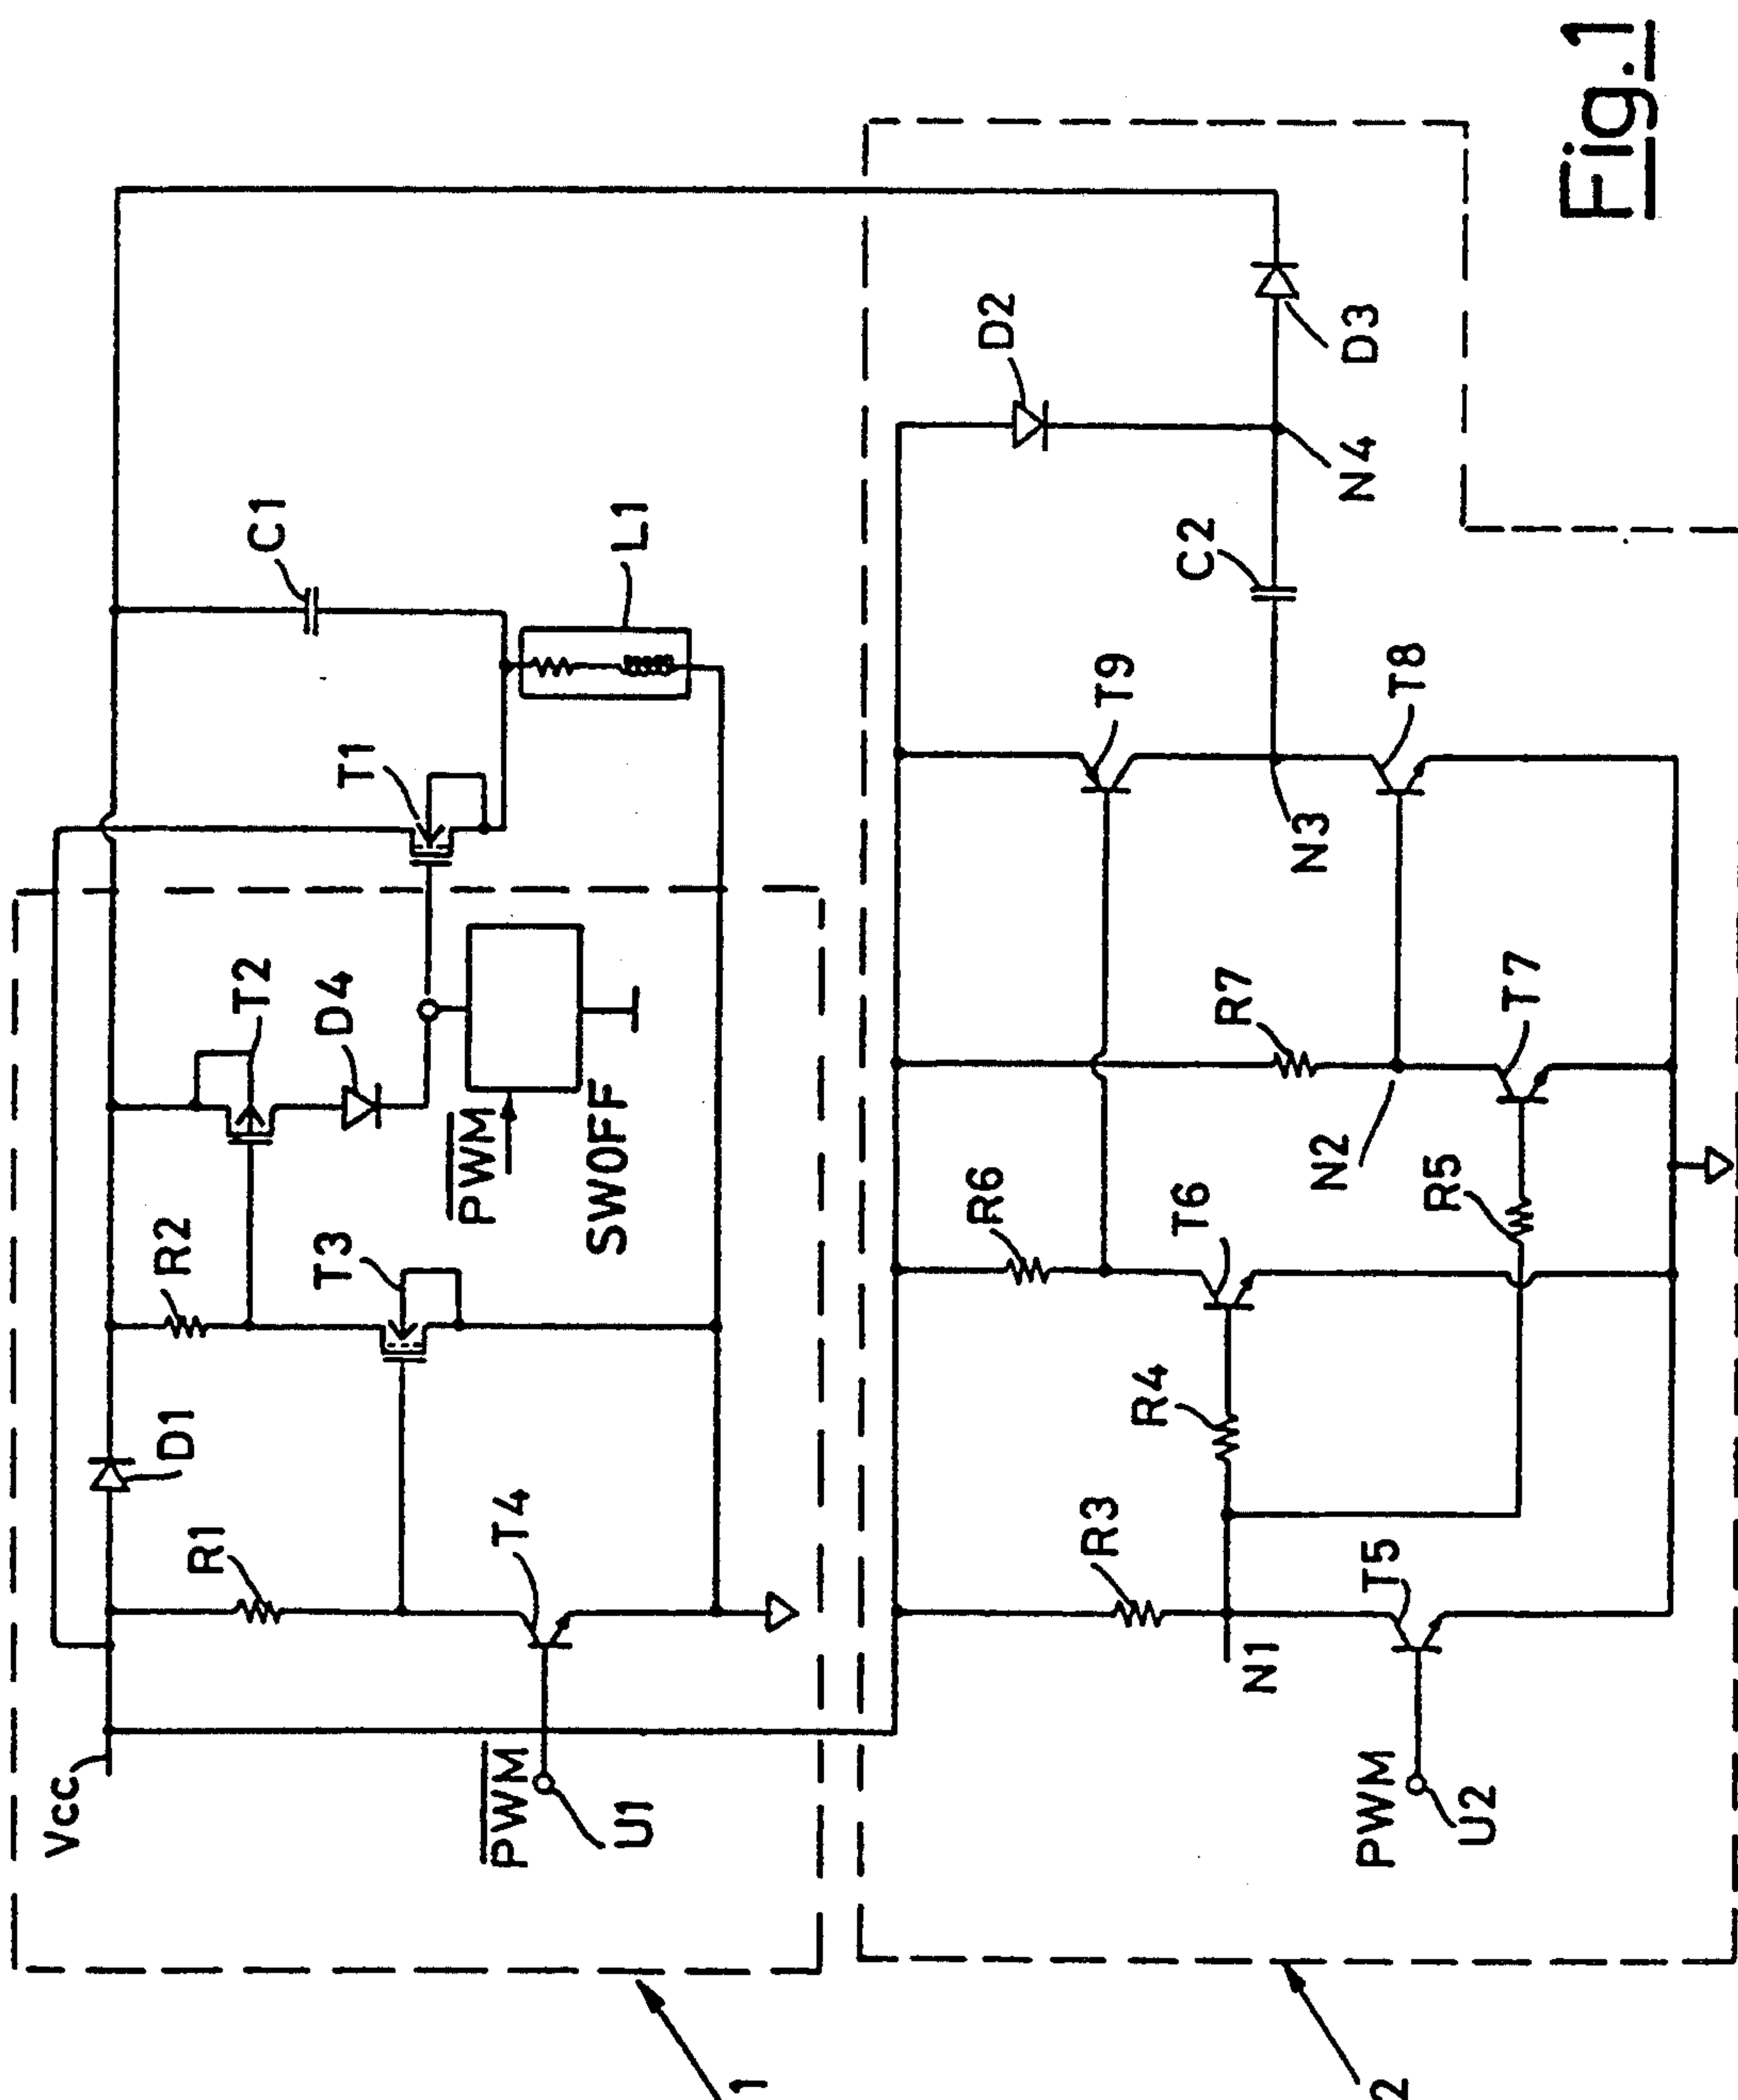 Vcc
R1
D1
R2
T2
D4
T1
C1
T3
T4
PWM
U1
PWM
SWOFF
L1
1
R3
R4
R6
T6
R7
T9
D2
N1
T5
PWM
U2
R5
N2
T7
N3
T8
C2
N4
D3
2
Fig.1